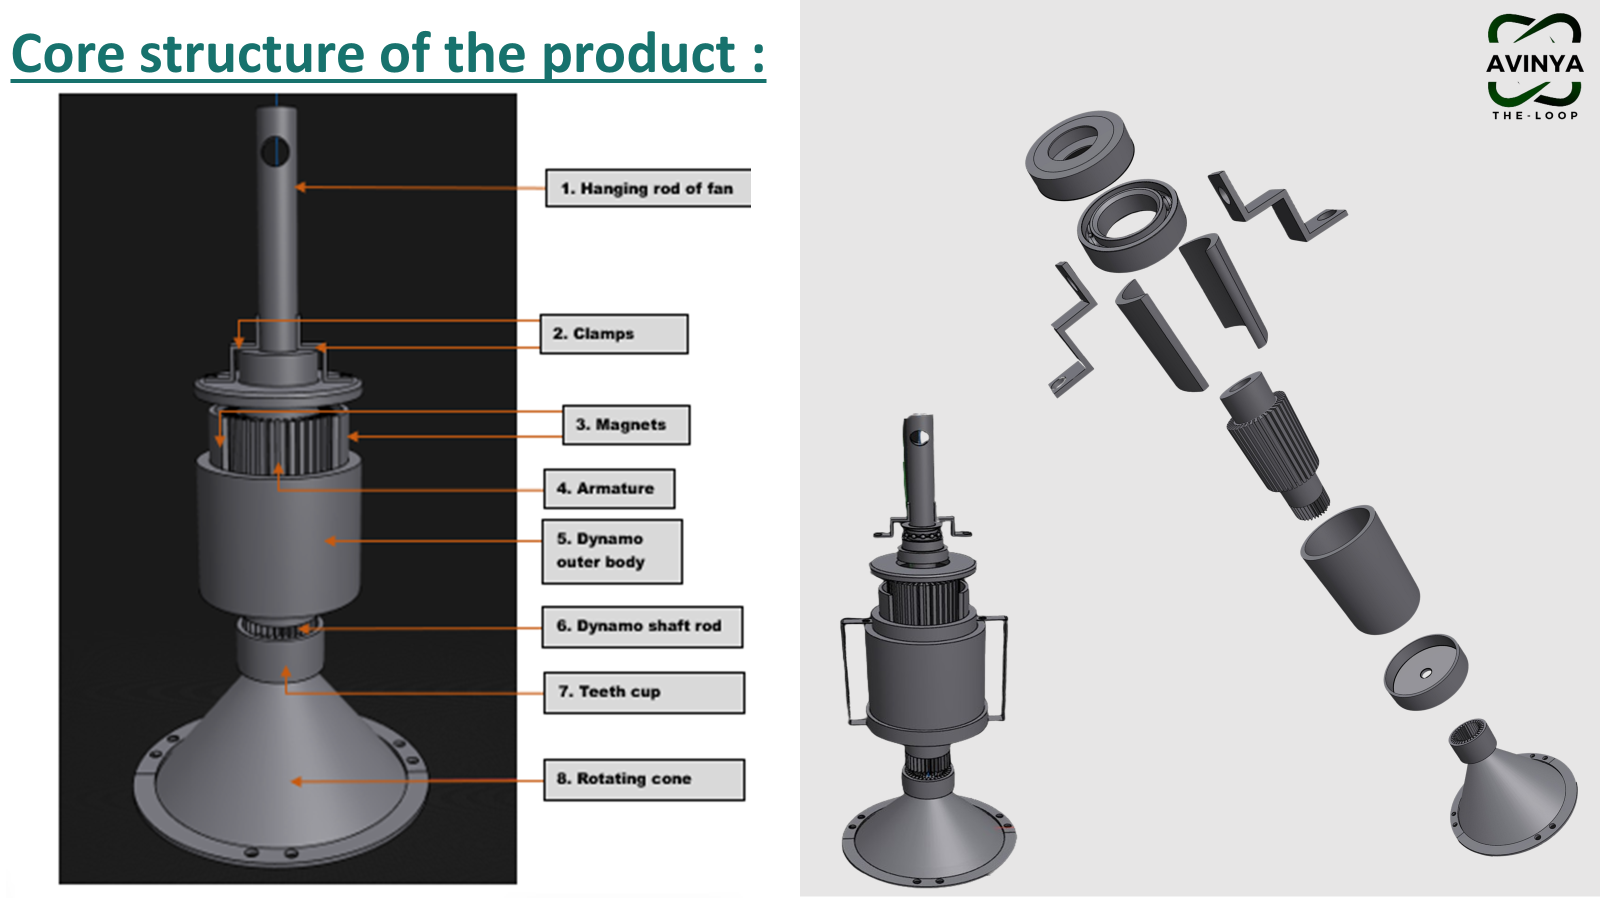 Core structure of the product :
AVINYA
THE-LOOP
1. Hanging rod of fan
2. Clamps
3. Magnets
4. Armature
5. Dynamo
outer body
6. Dynamo shaft rod
7. Teeth cup
8. Rotating cone